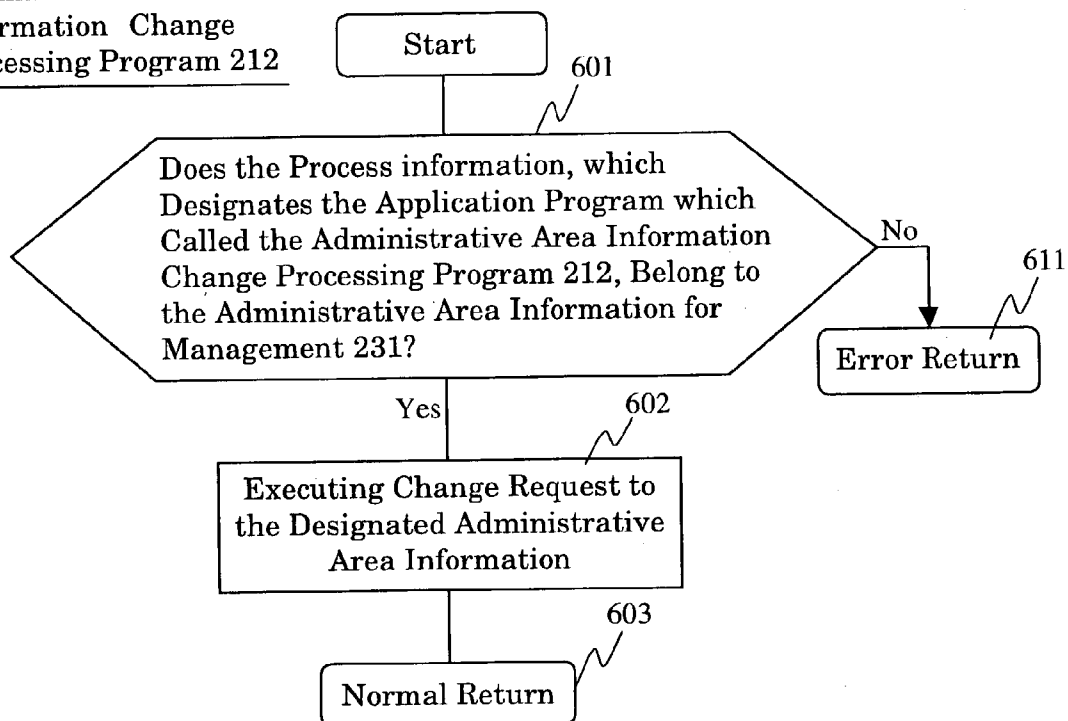 rmation Change
cessing Program 212
Start
601
Does the Process information, which
Designates the Application Program which
Called the Administrative Area Information
Change Processing Program 212, Belong to
the Administrative Area Information for
Management 231?
No
611
Error Return
Yes
602
Executing Change Request to
the Designated Administrative
Area Information
603
Normal Return